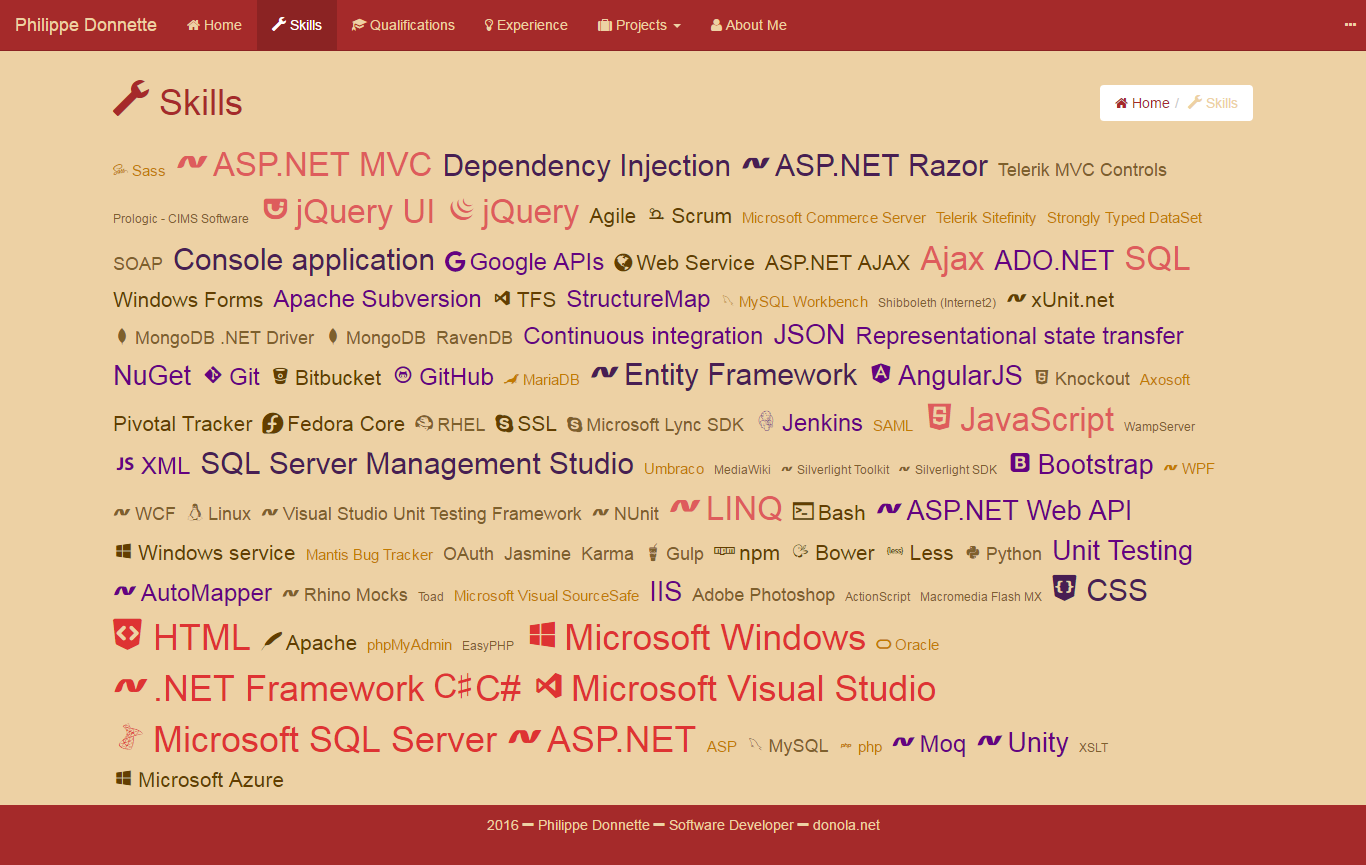 Philippe Donnette Home Skills Qualifications Experience Projects About Me
Skills
Home / Skills
Sass ASP.NET MVC Dependency Injection ASP.NET Razor Telerik MVC Controls
Prologic - CIMS Software jQuery UI jQuery Agile Scrum Microsoft Commerce Server Telerik Sitefinity Strongly Typed DataSet
SOAP Console application Google APIs Web Service ASP.NET AJAX Ajax ADO.NET SQL
Windows Forms Apache Subversion TFS StructureMap MySQL Workbench Shibboleth (Internet2) xUnit.net
MongoDB .NET Driver MongoDB RavenDB Continuous integration JSON Representational state transfer
NuGet Git Bitbucket GitHub MariaDB Entity Framework AngularJS Knockout Axosoft
Pivotal Tracker Fedora Core RHEL SSL Microsoft Lync SDK Jenkins SAML JavaScript WampServer
JS XML SQL Server Management Studio Umbraco MediaWiki Silverlight Toolkit Silverlight SDK Bootstrap WPF
WCF Linux Visual Studio Unit Testing Framework NUnit LINQ Bash ASP.NET Web API
Windows service Mantis Bug Tracker OAuth Jasmine Karma Gulp npm Bower {less} Less Python Unit Testing
AutoMapper Rhino Mocks Toad Microsoft Visual SourceSafe IIS Adobe Photoshop ActionScript Macromedia Flash MX CSS
HTML Apache phpMyAdmin EasyPHP Microsoft Windows Oracle
.NET Framework C♯ C# Microsoft Visual Studio
Microsoft SQL Server ASP.NET ASP MySQL php php Moq Unity XSLT
Microsoft Azure
2016 ━ Philippe Donnette ━ Software Developer ━ donola.net